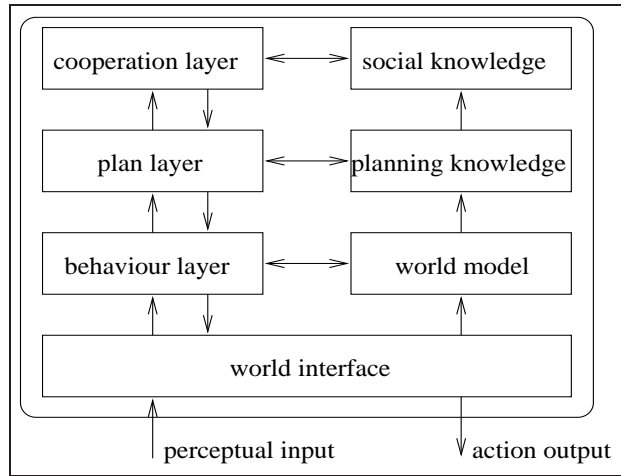 cooperation layer
social knowledge
plan layer
planning knowledge
behaviour layer
world model
world interface
perceptual input
action output